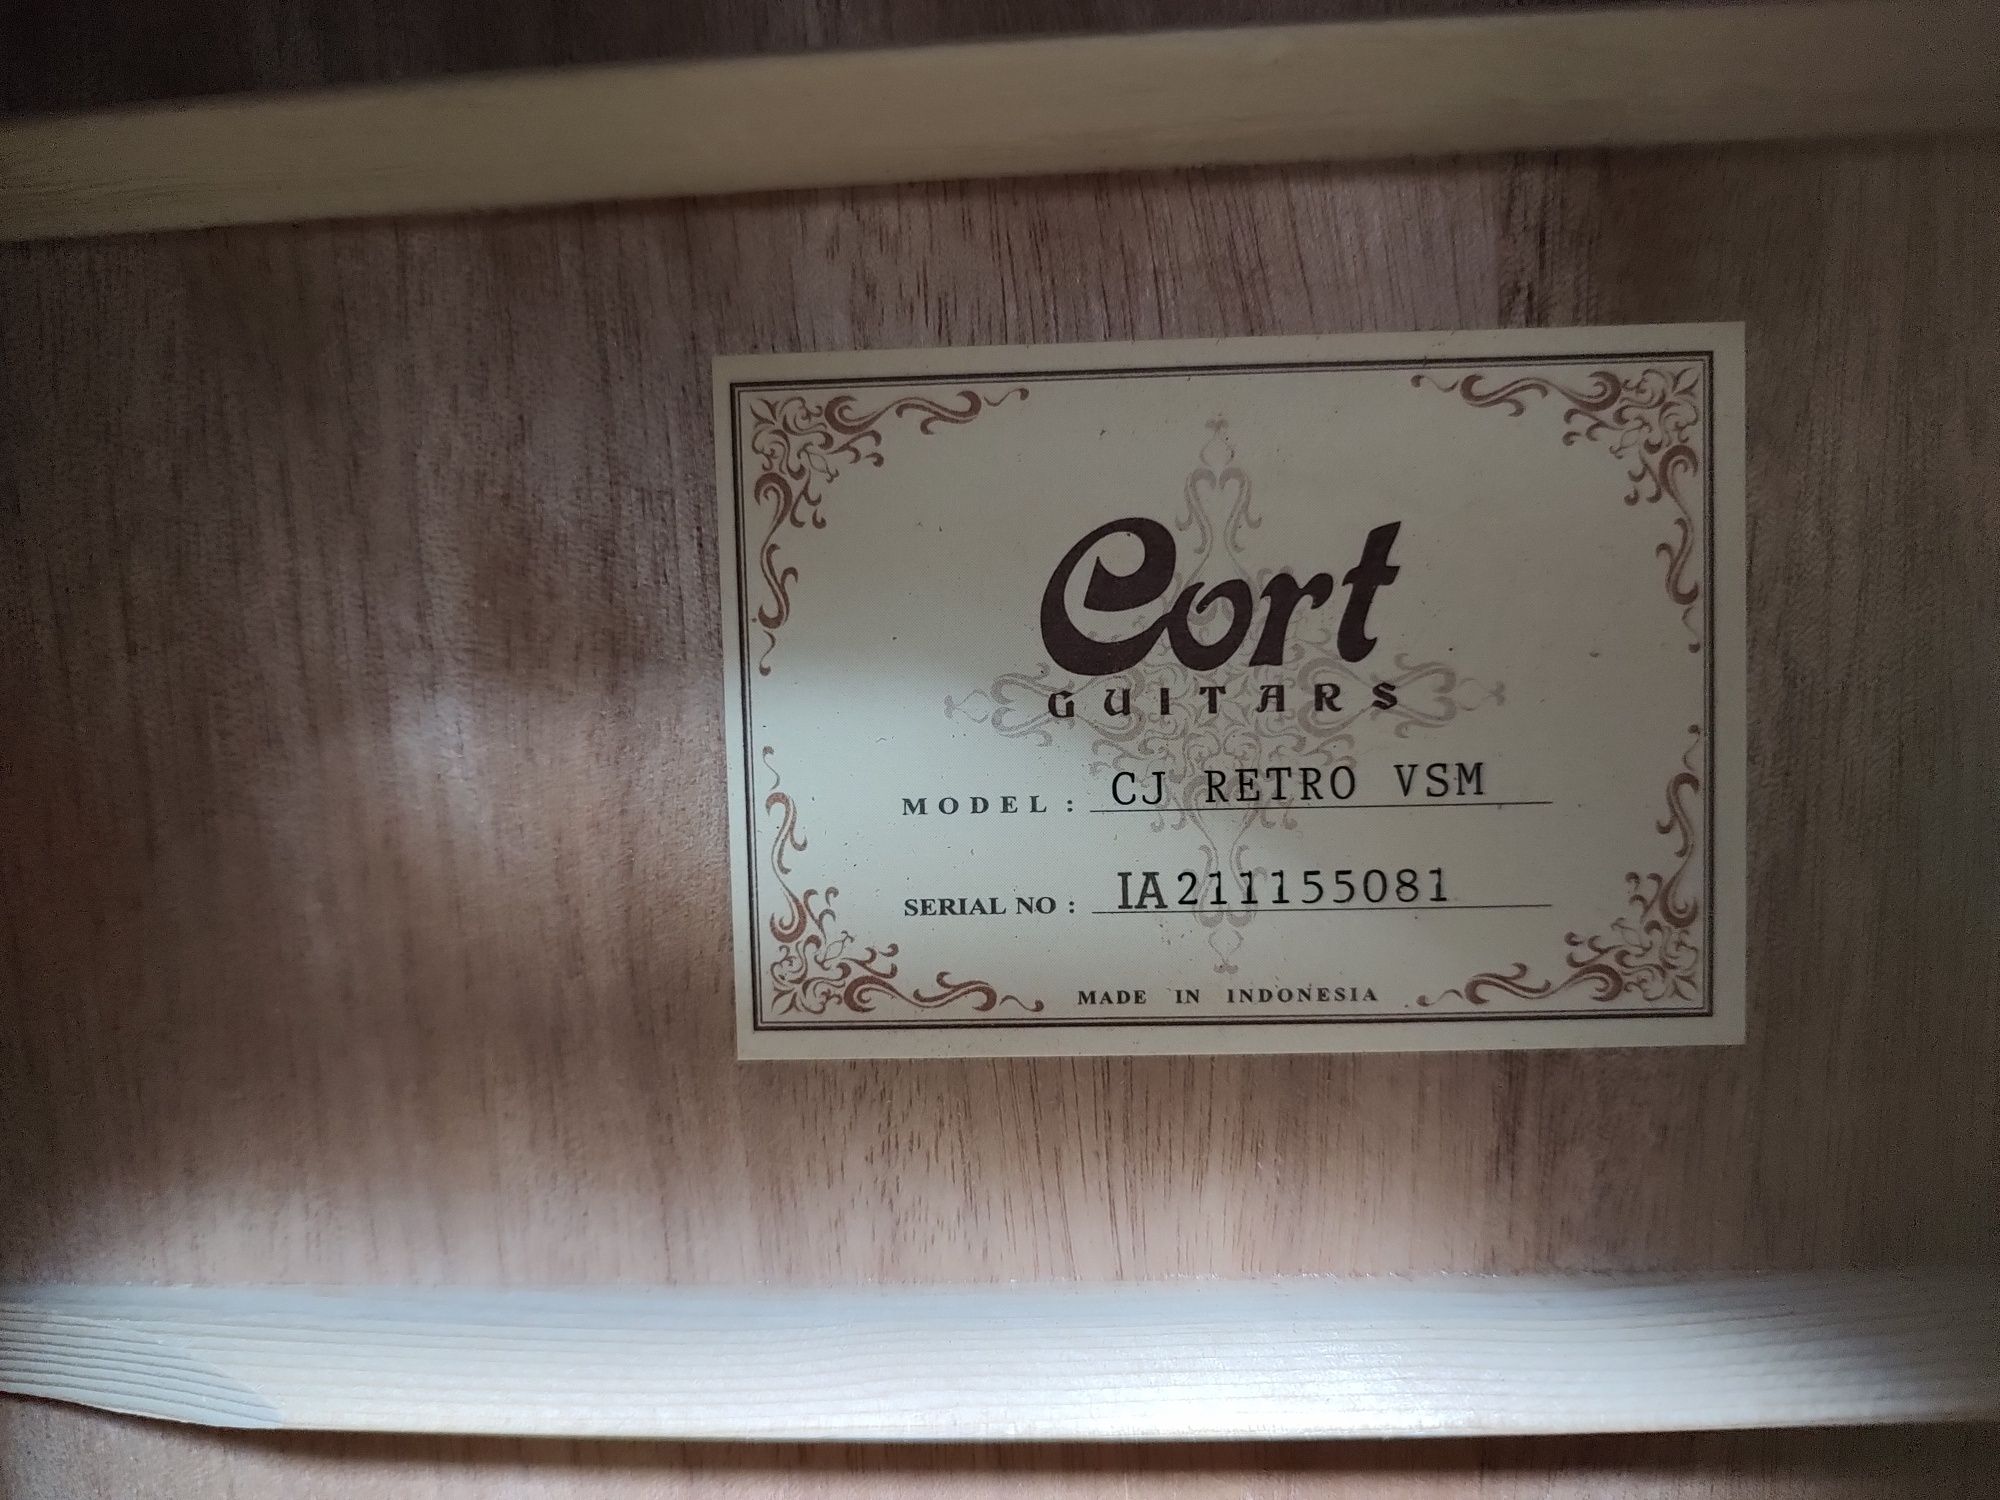 Cort
GUITARS
MODEL : CJ RETRO VSM
SERIAL NO : IA211155081
MADE IN INDONESIA